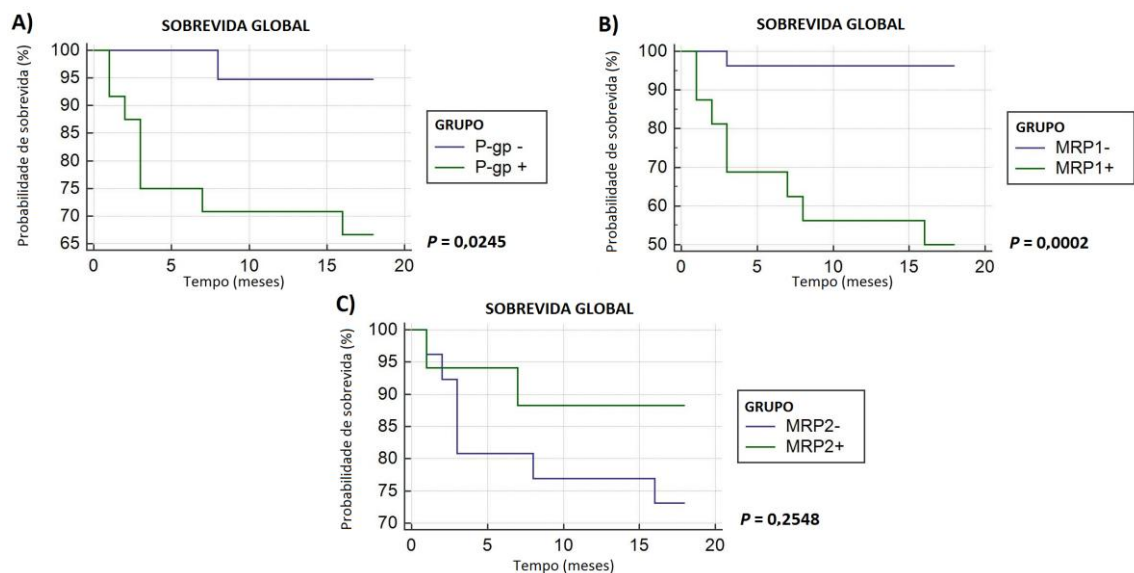 A)
SOBREVIDA GLOBAL
Probabilidade de sobrevida (%)
100
95
90
85
80
75
70
65
0 5 10 15 20
Tempo (meses)
GRUPO
P-gp -
P-gp +
P = 0,0245
B)
SOBREVIDA GLOBAL
Probabilidade de sobrevida (%)
100
90
80
70
60
50
0 5 10 15 20
Tempo (meses)
GRUPO
MRP1-
MRP1+
P = 0,0002
C)
SOBREVIDA GLOBAL
Probabilidade de sobrevida (%)
100
95
90
85
80
75
70
0 5 10 15 20
Tempo (meses)
GRUPO
MRP2-
MRP2+
P = 0,2548